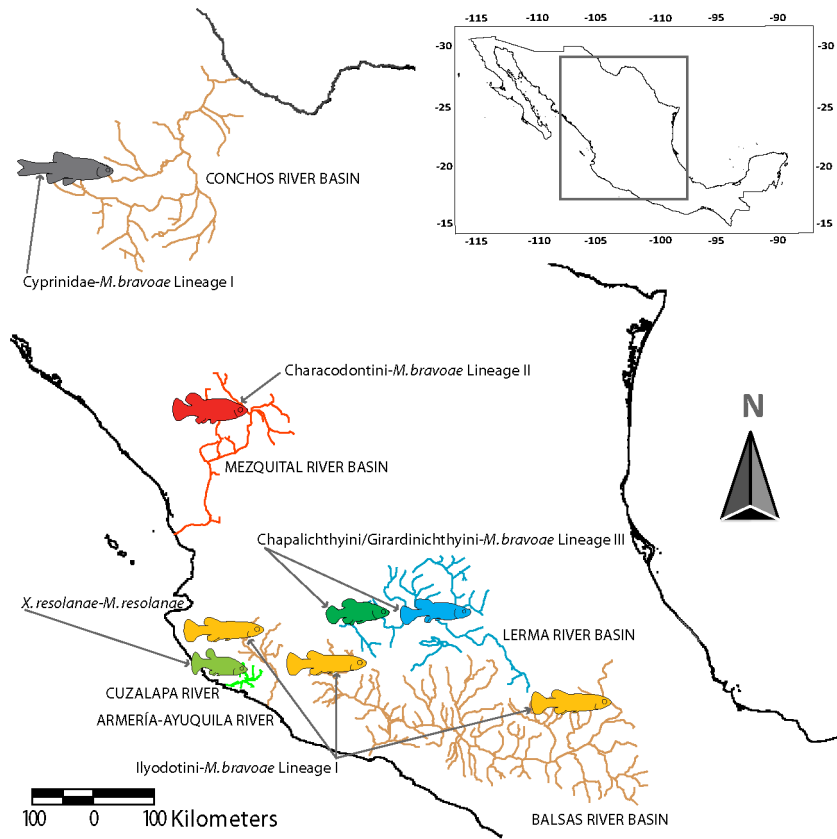 -115 -110 -105 -100 -95 -90
-30 -30
-25 -25
-20 -20
-15 -15
-115 -110 -105 -100 -95 -90
CONCHOS RIVER BASIN
Cyprinidae-M. bravoae Lineage I
Characodontini-M. bravoae Lineage II
MEZQUITAL RIVER BASIN
N
Chapalichthyini/Girardinichthyini-M. bravoae Lineage III
X. resolanae-M. resolanae
LERMA RIVER BASIN
CUZALAPA RIVER
ARMERÍA-AYUQUILA RIVER
Ilyodotini-M. bravoae Lineage I
100 0 100 Kilometers
BALSAS RIVER BASIN